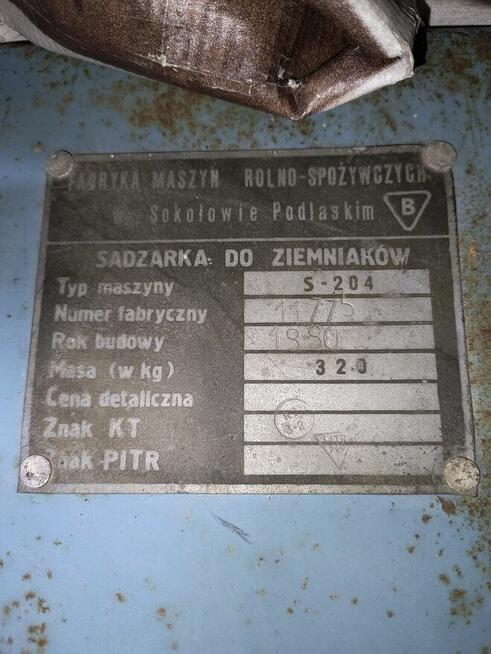 FABRYKA MASZYN ROLNO-SPOŻYWCZYCH
w Sokołowie Podlaskim B
SADZARKA DO ZIEMNIAKÓW
Typ maszyny S-204
Numer fabryczny 11775
Rok budowy 1990
Masa (w kg) 320
Cena detaliczna
Znak KT
Znak PITR